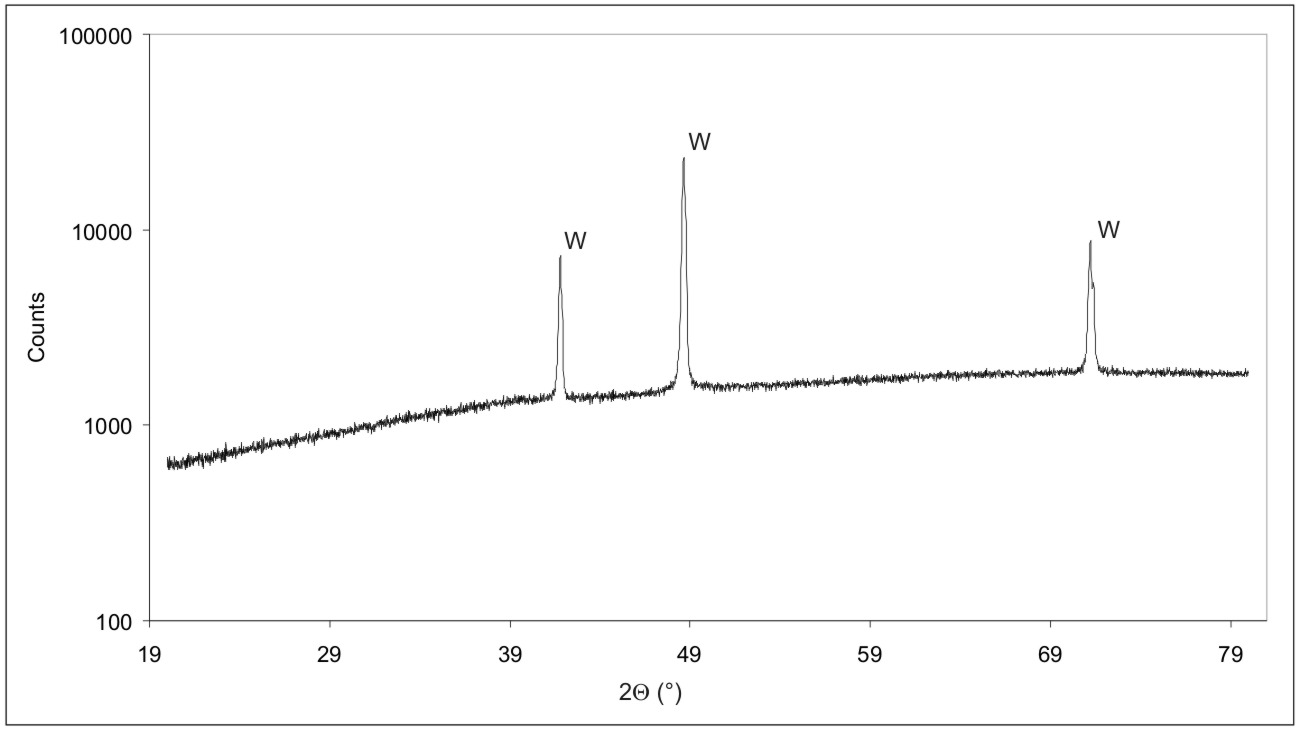 100000
W
10000
W
W
Counts
1000
100
19 29 39 49 59 69 79
2Θ (°)